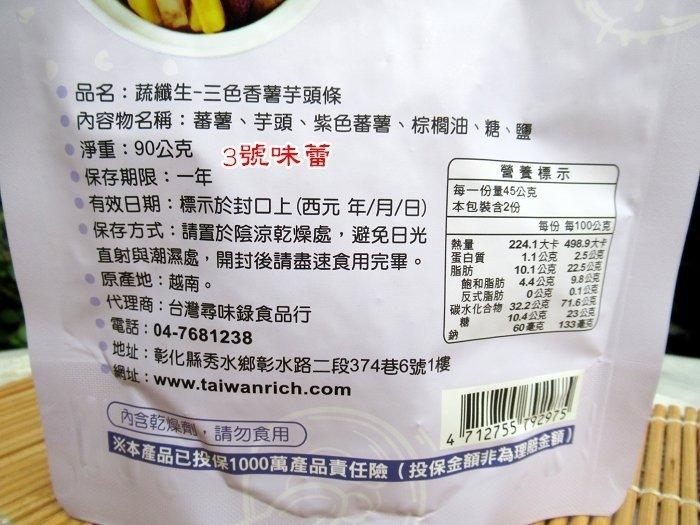 品名：蔬纖生-三色香薯芋頭條
內容物名稱：蕃薯、芋頭、紫色蕃薯、棕櫚油、糖、鹽
淨重：90公克
3號味蕾
保存期限：一年
有效日期：標示於封口上(西元 年/月/日)
保存方式：請置於陰涼乾燥處，避免日光
直射與潮濕處，開封後請盡速食用完畢。
原產地：越南。
代理商：台灣尋味錄食品行
電話：04-7681238
地址：彰化縣秀水鄉彰水路二段374巷6號1樓
網址：www.taiwanrich.com
內含乾燥劑，請勿食用
※本產品已投保1000萬產品責任險（投保金額非為理賠金額）
營養標示
每一份量45公克
本包裝含2份
每份 每100公克
熱量 224.1大卡 498.9大卡
蛋白質 1.1公克 2.5公克
脂肪 10.1公克 22.5公克
飽和脂肪 4.4公克 9.8公克
反式脂肪 0公克 0.1公克
碳水化合物 32.2公克 71.6公克
糖 10.4公克 23公克
鈉 60毫克 133毫克
4 712755 792975